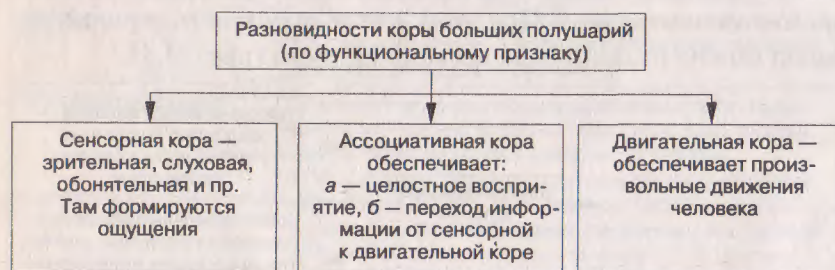 Разновидности коры больших полушарий
(по функциональному признаку)
Сенсорная кора —
зрительная, слуховая,
обонятельная и пр.
Там формируются
ощущения
Ассоциативная кора
обеспечивает:
а — целостное воспри-
ятие, б — переход инфор-
мации от сенсорной
к двигательной коре
Двигательная кора —
обеспечивает произ-
вольные движения
человека